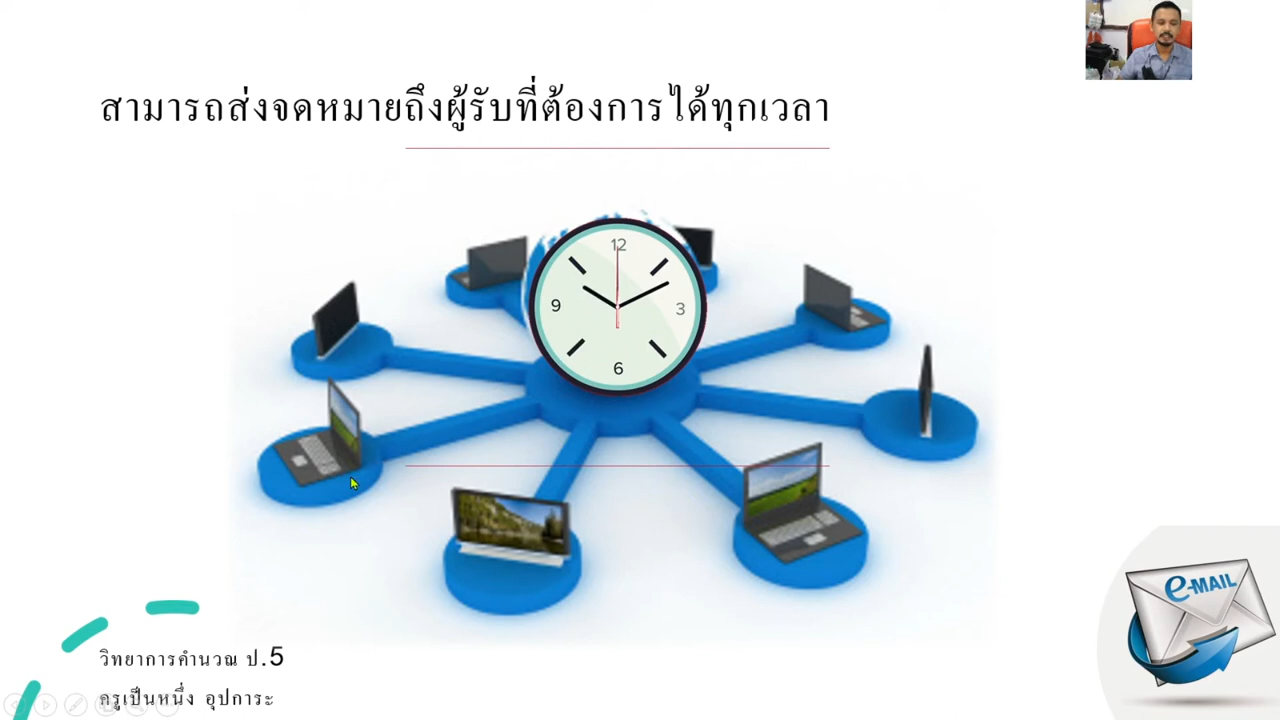 สามารถส่งจดหมายถึงผู้รับที่ต้องการได้ทุกเวลา
12
9
3
6
e-MAIL
วิทยาการคำนวณ ป.5
ครูเป็นหนึ่ง อุปการะ